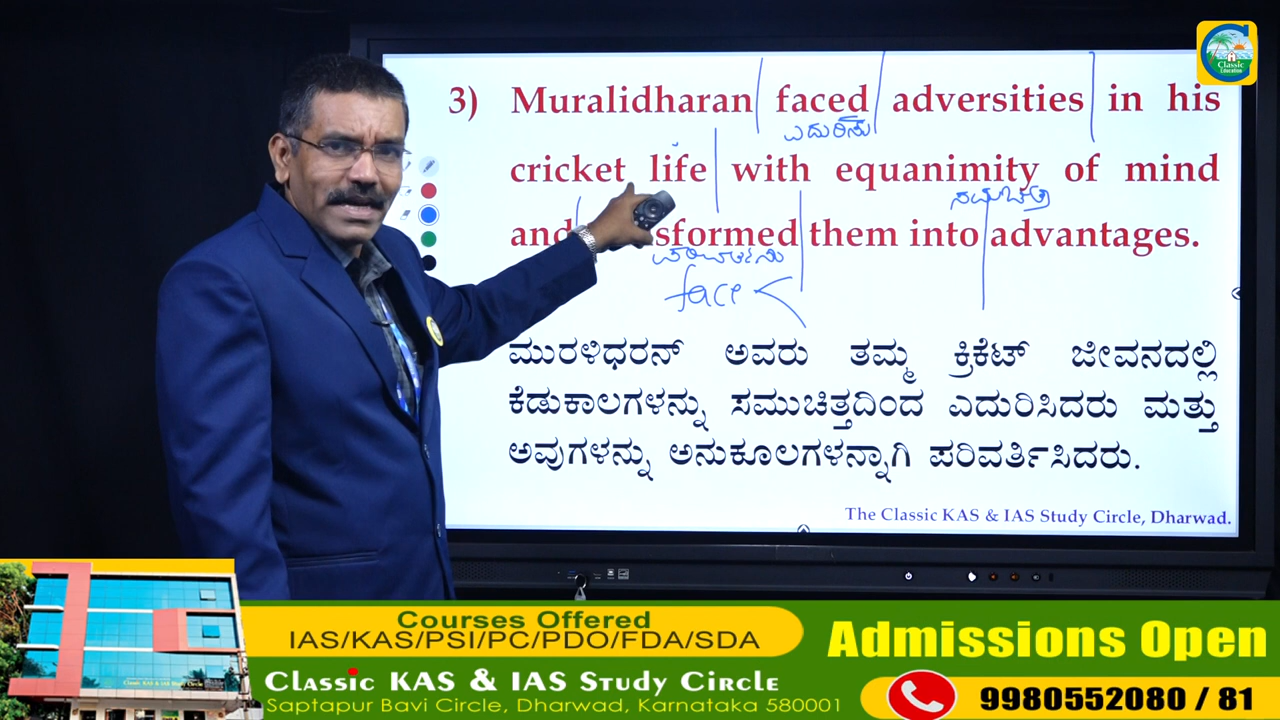 Classic
Education
3) Muralidharan faced adversities in his
ಎದುರಿಸು
cricket life with equanimity of mind
ಸಮಚಿತ್ತ
and sformed them into advantages.
ಪರಿವರ್ತಿಸು
face <
ಮುರಳಿಧರನ್ ಅವರು ತಮ್ಮ ಕ್ರಿಕೆಟ್ ಜೀವನದಲ್ಲಿ
ಕೆಡುಕಾಲಗಳನ್ನು ಸಮುಚಿತ್ತದಿಂದ ಎದುರಿಸಿದರು ಮತ್ತು
ಅವುಗಳನ್ನು ಅನುಕೂಲಗಳನ್ನಾಗಿ ಪರಿವರ್ತಿಸಿದರು.
The Classic KAS & IAS Study Circle, Dharwad.
Courses Offered
IAS/KAS/PSI/PC/PDO/FDA/SDA
Admissions Open
Classic KAS & IAS Study Circle
Saptapur Bavi Circle, Dharwad, Karnataka 580001
9980552080 / 81